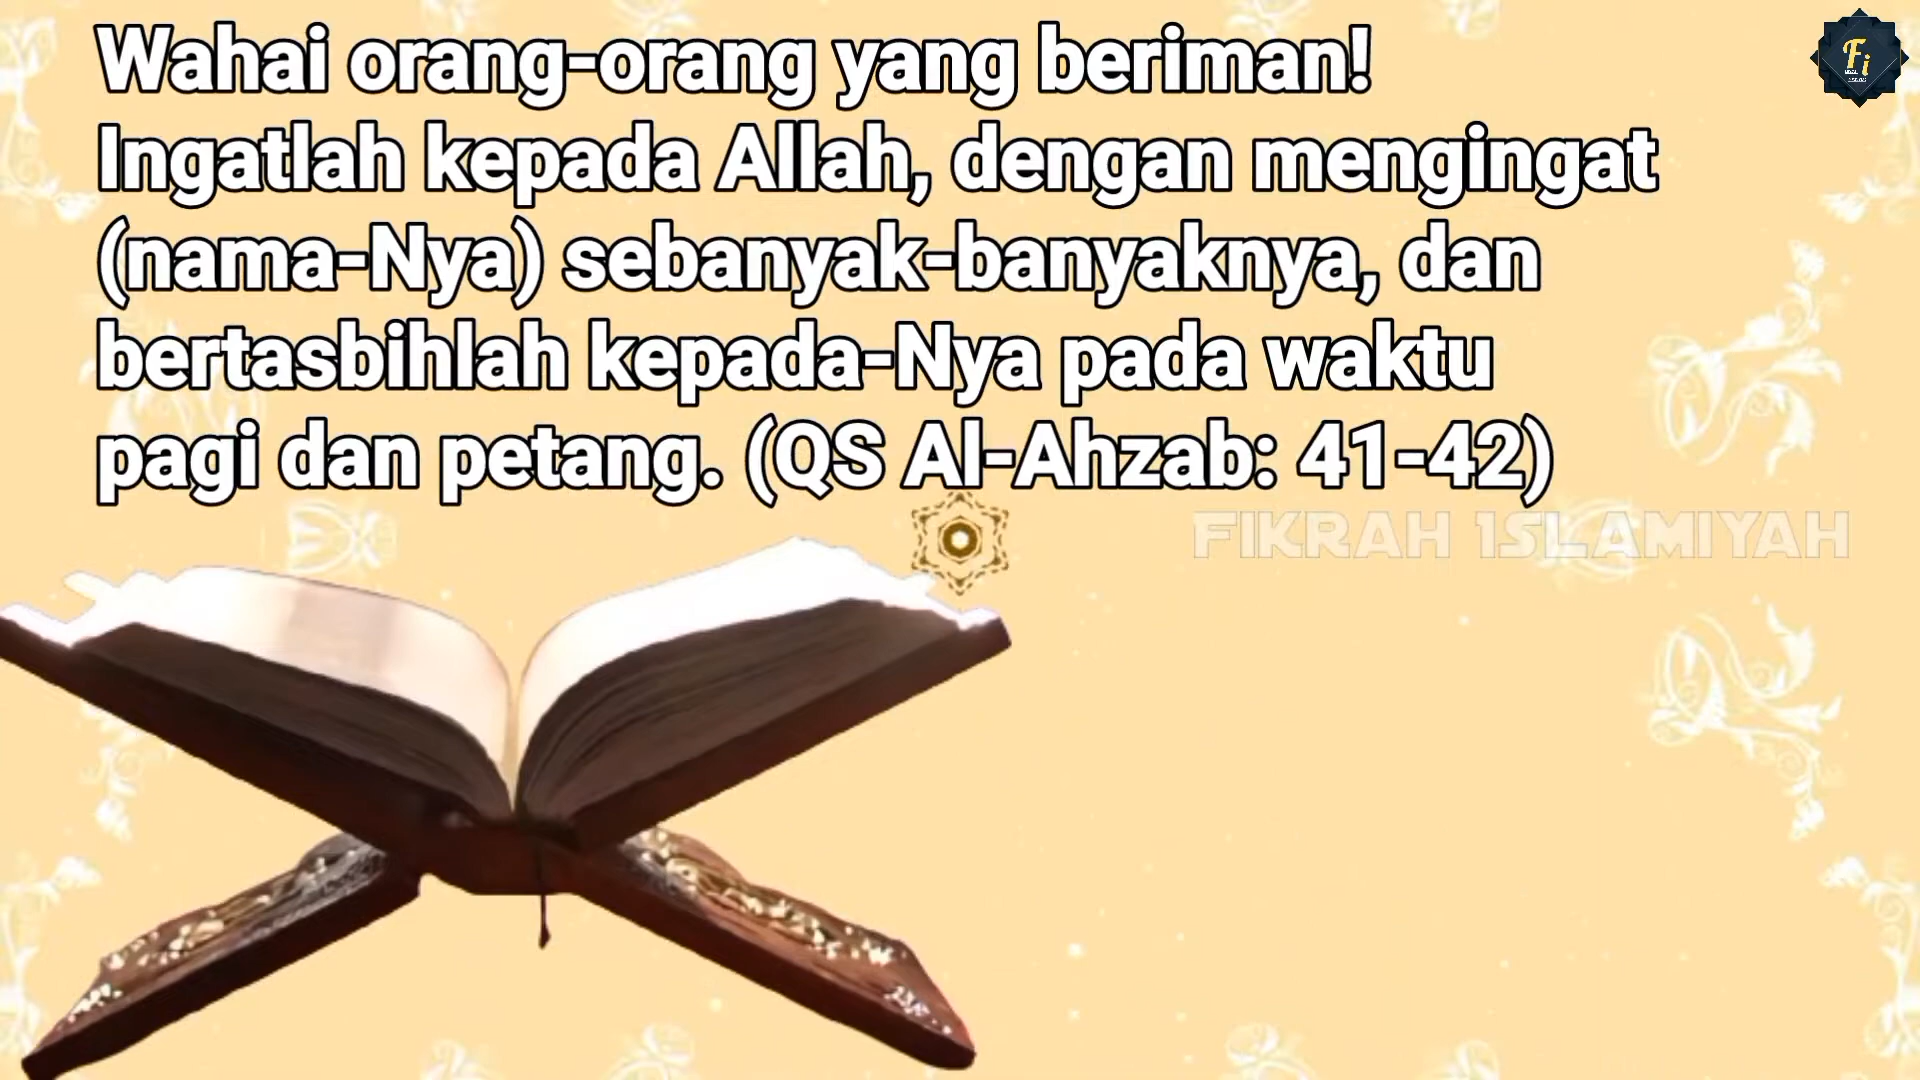 Wahai orang-orang yang beriman!
Ingatlah kepada Allah, dengan mengingat
(nama-Nya) sebanyak-banyaknya, dan
bertasbihlah kepada-Nya pada waktu
pagi dan petang. (QS Al-Ahzab: 41-42)
FIKRAH ISLAMIYAH
Fi